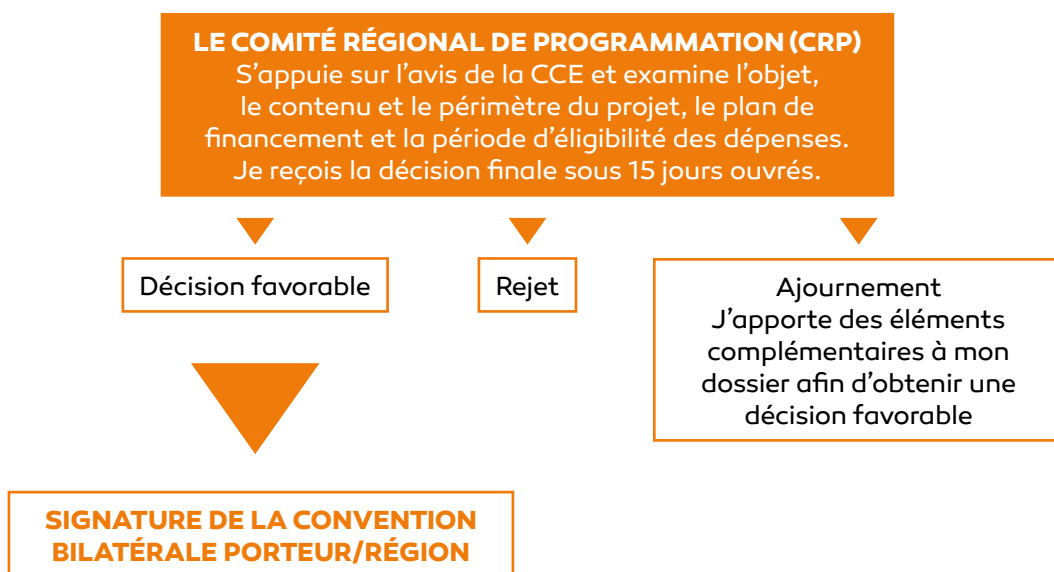 LE COMITÉ RÉGIONAL DE PROGRAMMATION (CRP)
S’appuie sur l’avis de la CCE et examine l’objet,
le contenu et le périmètre du projet, le plan de
financement et la période d’éligibilité des dépenses.
Je reçois la décision finale sous 15 jours ouvrés.
Décision favorable
Rejet
Ajournement
J’apporte des éléments
complémentaires à mon
dossier afin d’obtenir une
décision favorable
SIGNATURE DE LA CONVENTION
BILATÉRALE PORTEUR/RÉGION